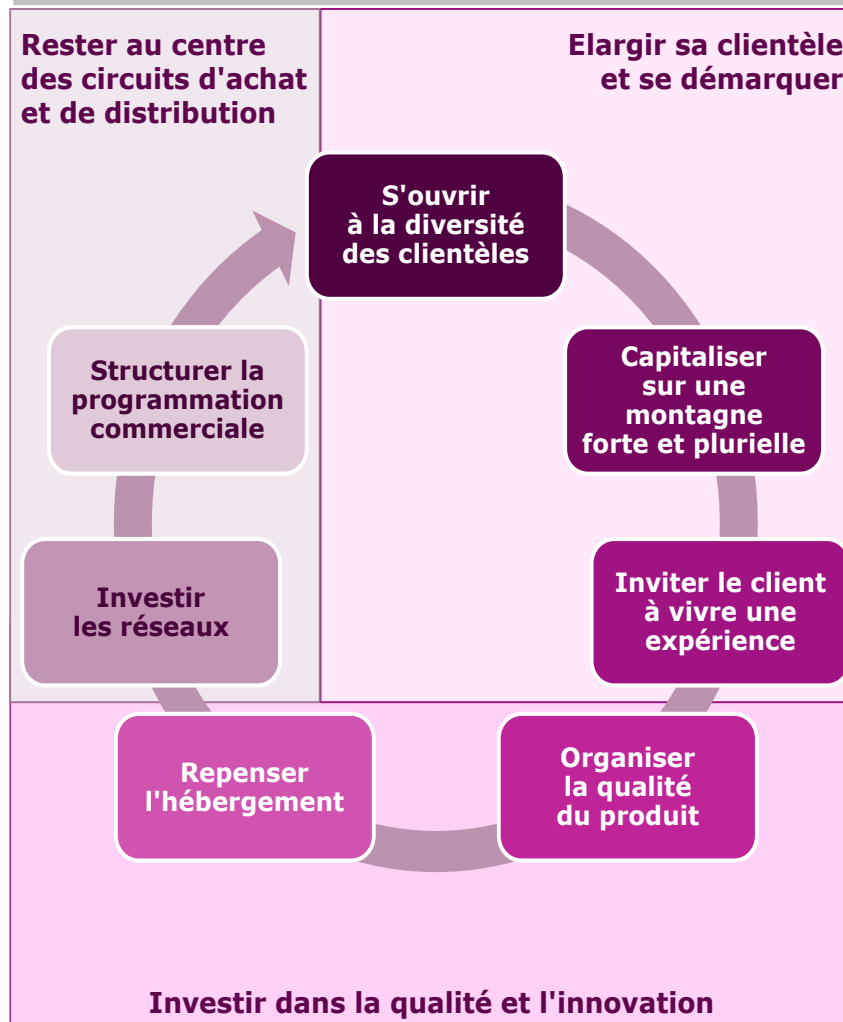 Rester au centre
des circuits d'achat
et de distribution
Elargir sa clientèle
et se démarquer
S'ouvrir
à la diversité
des clientèles
Capitaliser
sur une
montagne
forte et plurielle
Inviter le client
à vivre une
expérience
Organiser
la qualité
du produit
Repenser
l'hébergement
Investir
les réseaux
Structurer la
programmation
commerciale
Investir dans la qualité et l'innovation